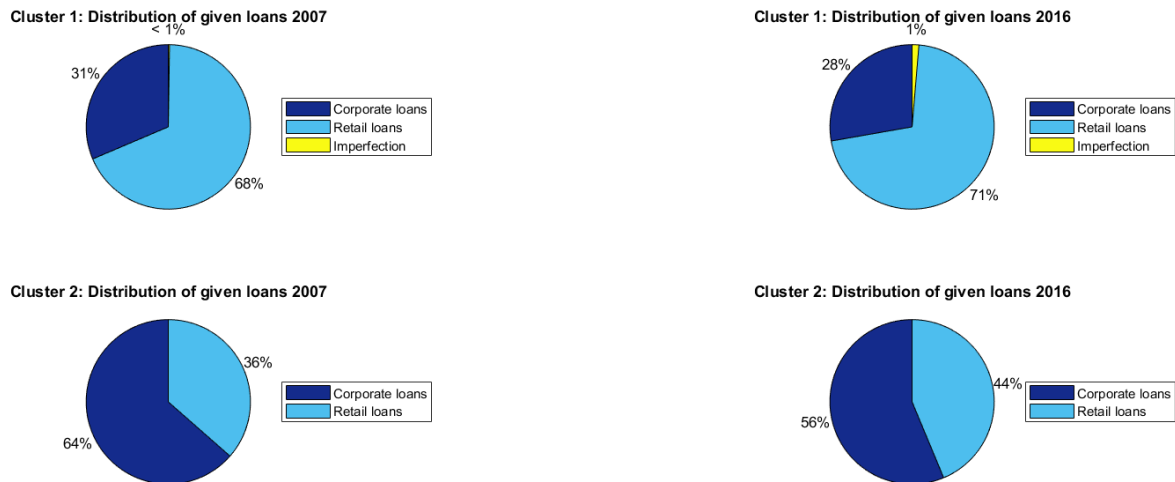 Cluster 1: Distribution of given loans 2007
< 1%
31%
68%
Corporate loans
Retail loans
Imperfection
Cluster 1: Distribution of given loans 2016
1%
28%
71%
Corporate loans
Retail loans
Imperfection
Cluster 2: Distribution of given loans 2007
36%
64%
Corporate loans
Retail loans
Cluster 2: Distribution of given loans 2016
44%
56%
Corporate loans
Retail loans